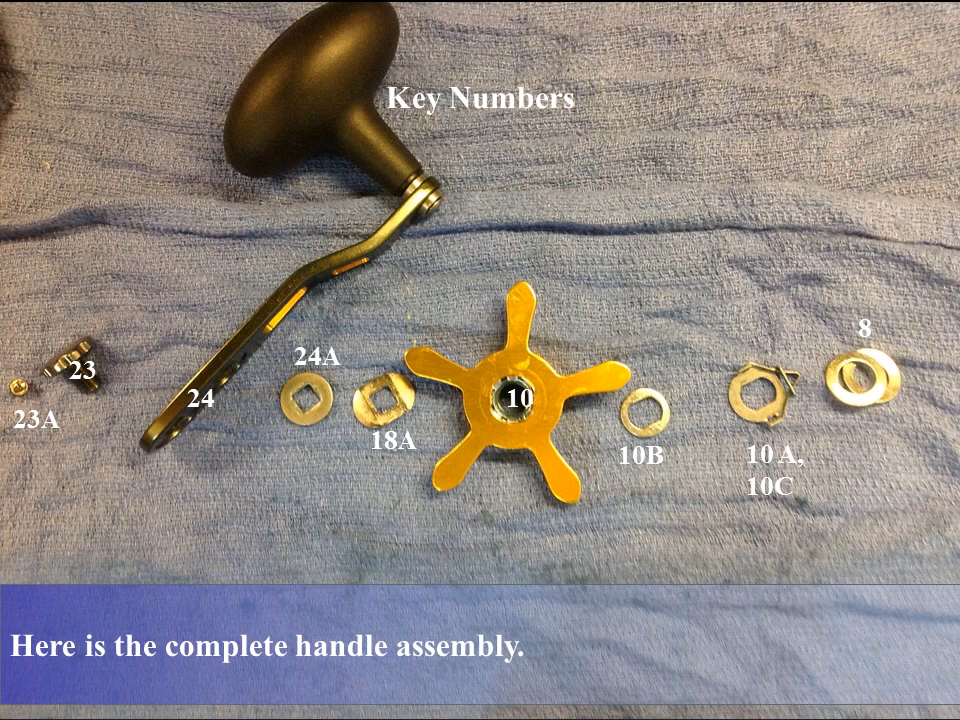 Key Numbers
8
24A
23
24
10
23A
18A
10B
10 A,
10C
Here is the complete handle assembly.